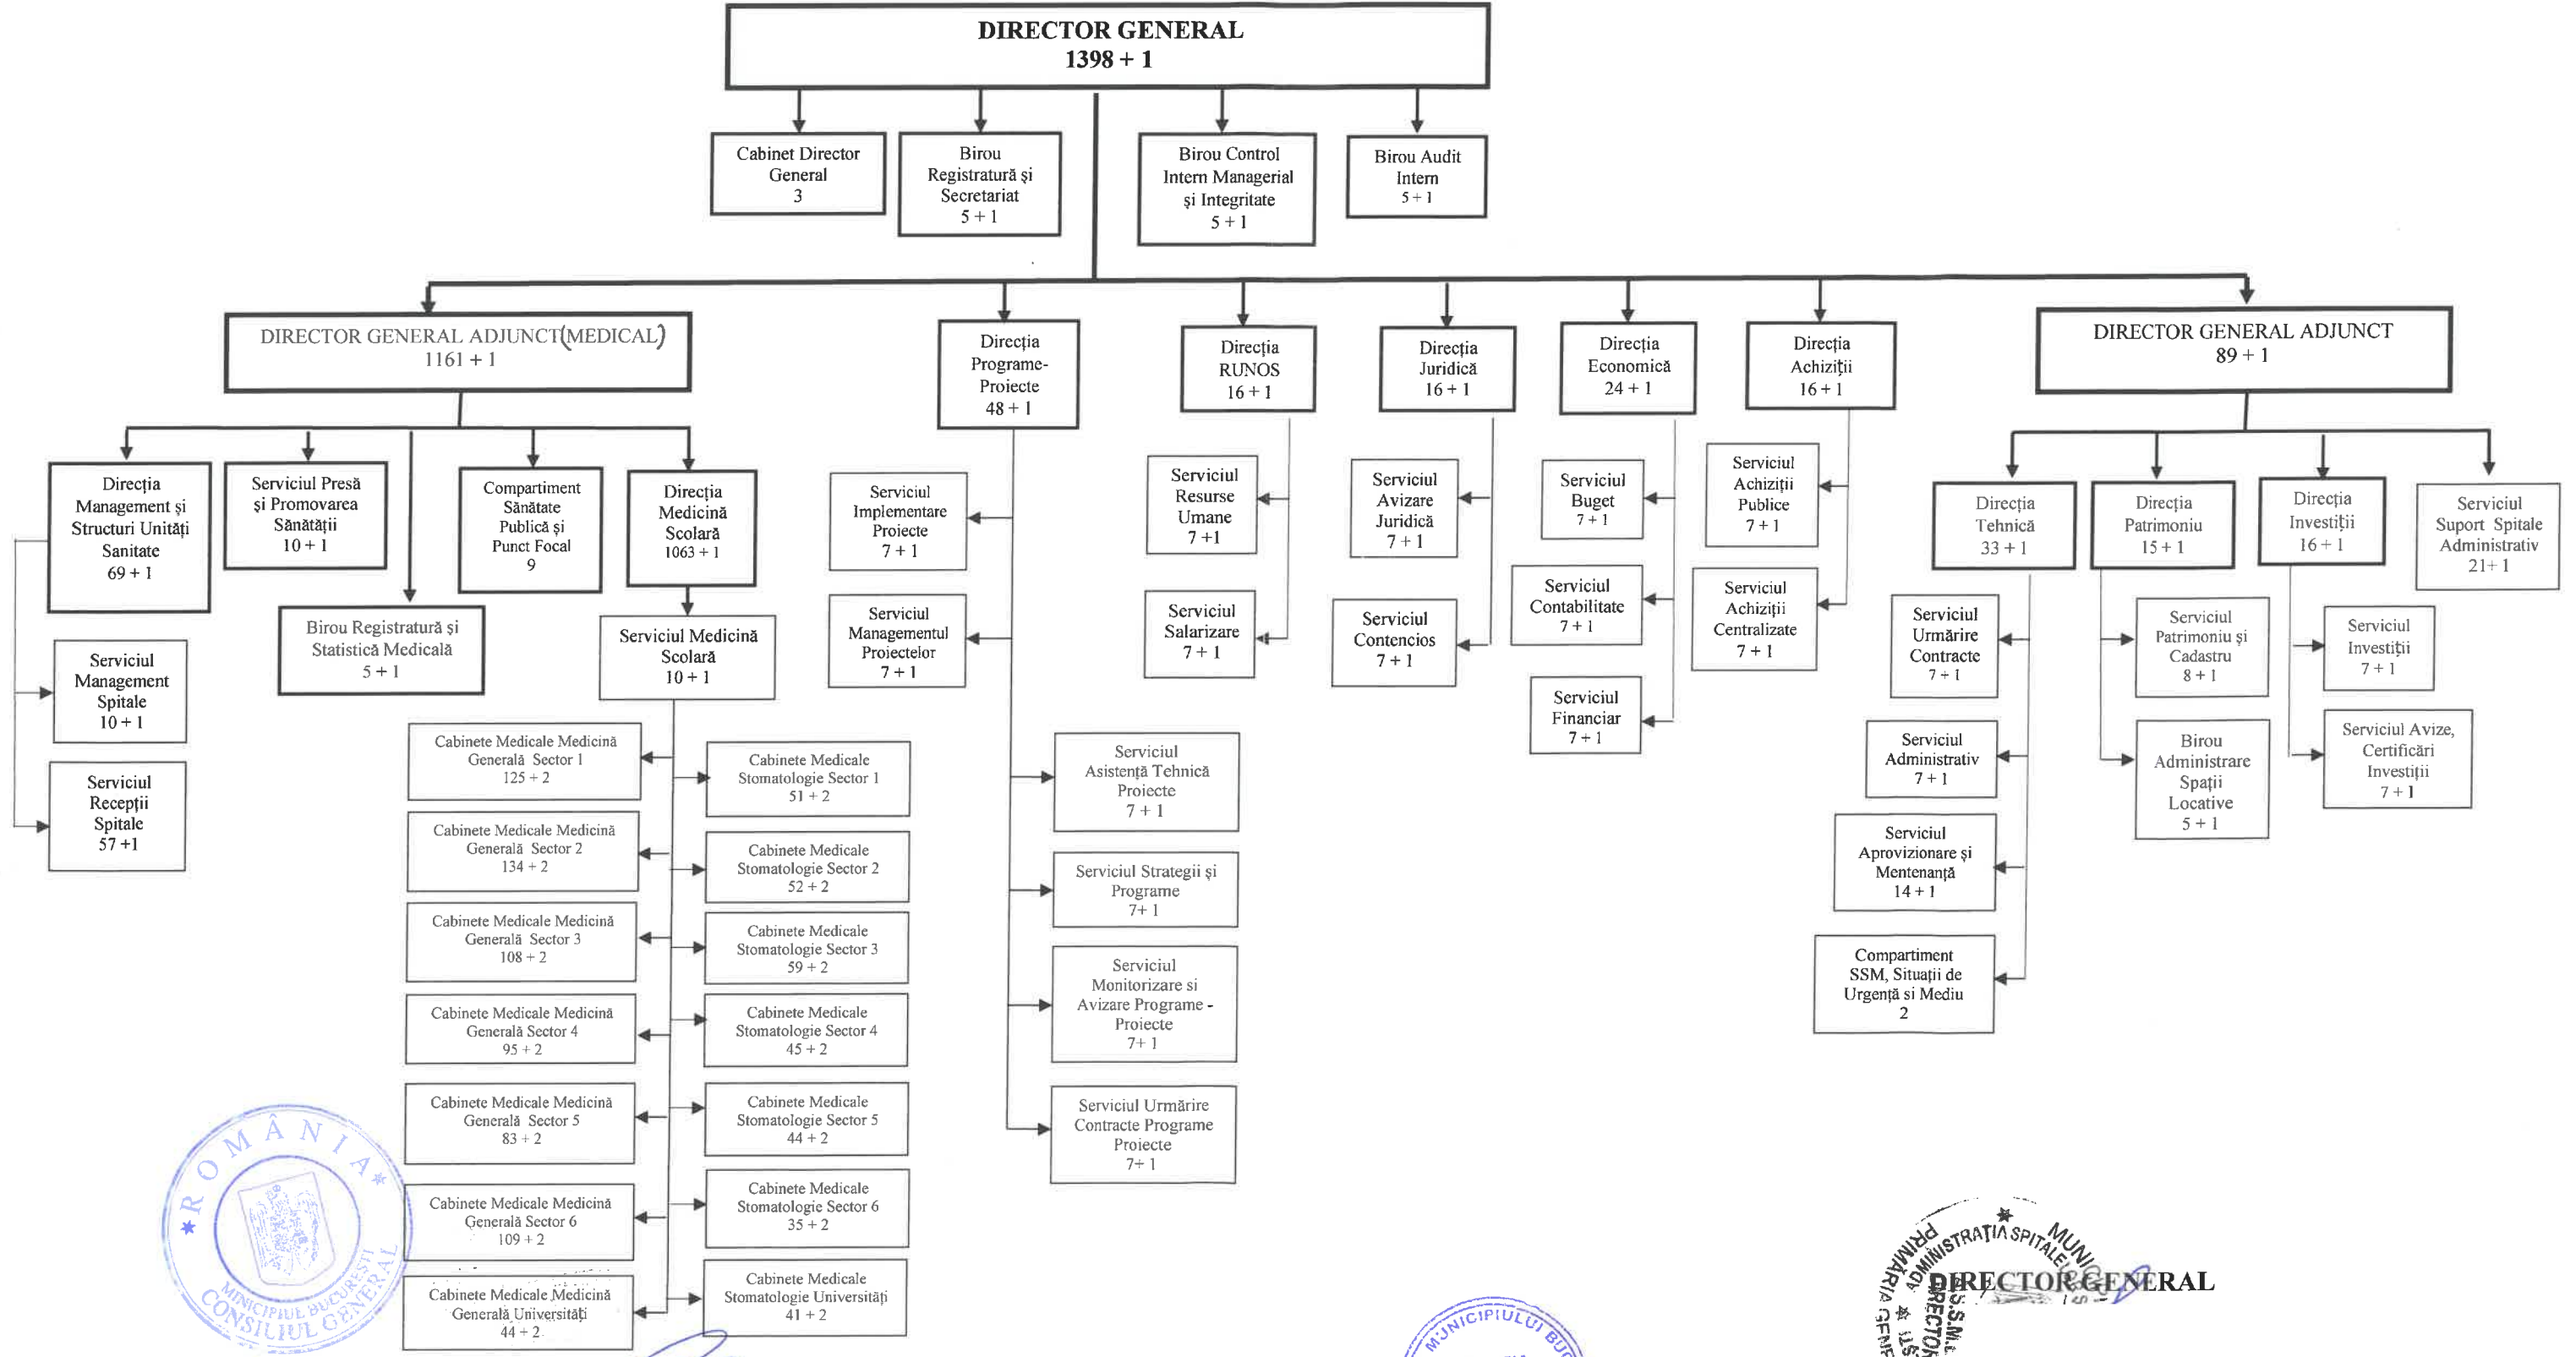 DIRECTOR GENERAL
1398 + 1
Cabinet Director
General
3
Birou
Registratură și
Secretariat
5 + 1
Birou Control
Intern Managerial
și Integritate
5 + 1
Birou Audit
Intern
5 + 1
DIRECTOR GENERAL ADJUNCT(MEDICAL)
1161 + 1
Direcția
Programe-
Proiecte
48 + 1
Direcția
RUNOS
16 + 1
Direcția
Juridică
16 + 1
Direcția
Economică
24 + 1
Direcția
Achiziții
16 + 1
DIRECTOR GENERAL ADJUNCT
89 + 1
Direcția
Management și
Structuri Unități
Sanitate
69 + 1
Serviciul Presă
și Promovarea
Sănătății
10 + 1
Compartiment
Sănătate
Publică și
Punct Focal
9
Direcția
Medicină
Scolară
1063 + 1
Birou Registratură și
Statistică Medicală
5 + 1
Serviciul Medicină
Scolară
10 + 1
Serviciul
Management
Spitale
10 + 1
Serviciul
Recepții
Spitale
57 +1
Cabinete Medicale Medicină
Generală Sector 1
125 + 2
Cabinete Medicale Medicină
Generală Sector 2
134 + 2
Cabinete Medicale Medicină
Generală Sector 3
108 + 2
Cabinete Medicale Medicină
Generală Sector 4
95 + 2
Cabinete Medicale Medicină
Generală Sector 5
83 + 2
Cabinete Medicale Medicină
Generală Sector 6
109 + 2
Cabinete Medicale Medicină
Generală Universități
44 + 2
Cabinete Medicale
Stomatologie Sector 1
51 + 2
Cabinete Medicale
Stomatologie Sector 2
52 + 2
Cabinete Medicale
Stomatologie Sector 3
59 + 2
Cabinete Medicale
Stomatologie Sector 4
45 + 2
Cabinete Medicale
Stomatologie Sector 5
44 + 2
Cabinete Medicale
Stomatologie Sector 6
35 + 2
Cabinete Medicale
Stomatologie Universități
41 + 2
Serviciul
Implementare
Proiecte
7 + 1
Serviciul
Managementul
Proiectelor
7 + 1
Serviciul
Asistență Tehnică
Proiecte
7 + 1
Serviciul Strategii și
Programe
7+ 1
Serviciul
Monitorizare si
Avizare Programe -
Proiecte
7+ 1
Serviciul Urmărire
Contracte Programe
Proiecte
7+ 1
Serviciul
Resurse
Umane
7 +1
Serviciul
Salarizare
7 + 1
Serviciul
Avizare
Juridică
7 + 1
Serviciul
Contencios
7 + 1
Serviciul
Buget
7 + 1
Serviciul
Contabilitate
7 + 1
Serviciul
Financiar
7 + 1
Serviciul
Achiziții
Publice
7 + 1
Serviciul
Achiziții
Centralizate
7 + 1
Direcția
Tehnică
33 + 1
Direcția
Patrimoniu
15 + 1
Direcția
Investiții
16 + 1
Serviciul
Suport Spitale
Administrativ
21+ 1
Serviciul
Urmărire
Contracte
7 + 1
Serviciul
Administrativ
7 + 1
Serviciul
Aprovizionare și
Mentenanță
14 + 1
Compartiment
SSM, Situații de
Urgență si Mediu
2
Serviciul
Patrimoniu și
Cadastru
8 + 1
Birou
Administrare
Spații
Locative
5 + 1
Serviciul
Investiții
7 + 1
Serviciul Avize,
Certificări
Investiții
7 + 1
ROMÂNIA
MINICIPIUL BUCUREȘTI
CONSILIUL GENERAL
MUNICIPIULUI
PRIMĂRIA
ADMINISTRAȚIA SPITALE
DIRECTOR GENERAL
DIRECTOR